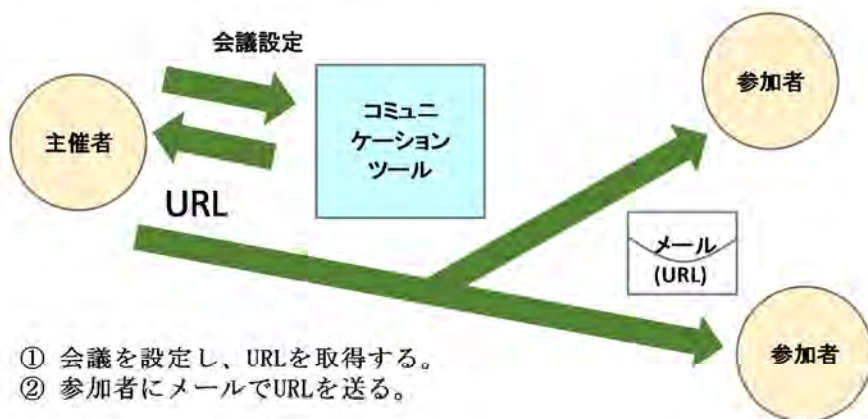 会議設定
主催者
コミュニ
ケーション
ツール
参加者
URL
メール
(URL)
参加者
① 会議を設定し、URLを取得する。
② 参加者にメールでURLを送る。